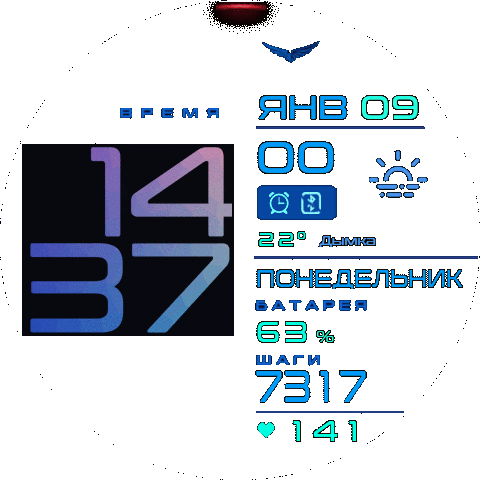 ВРЕМЯ
14
37
ЯНВ 09
00
22° Дымка
ПОНЕДЕЛЬНИК
БАТАРЕЯ
63 %
ШАГИ
7317
141